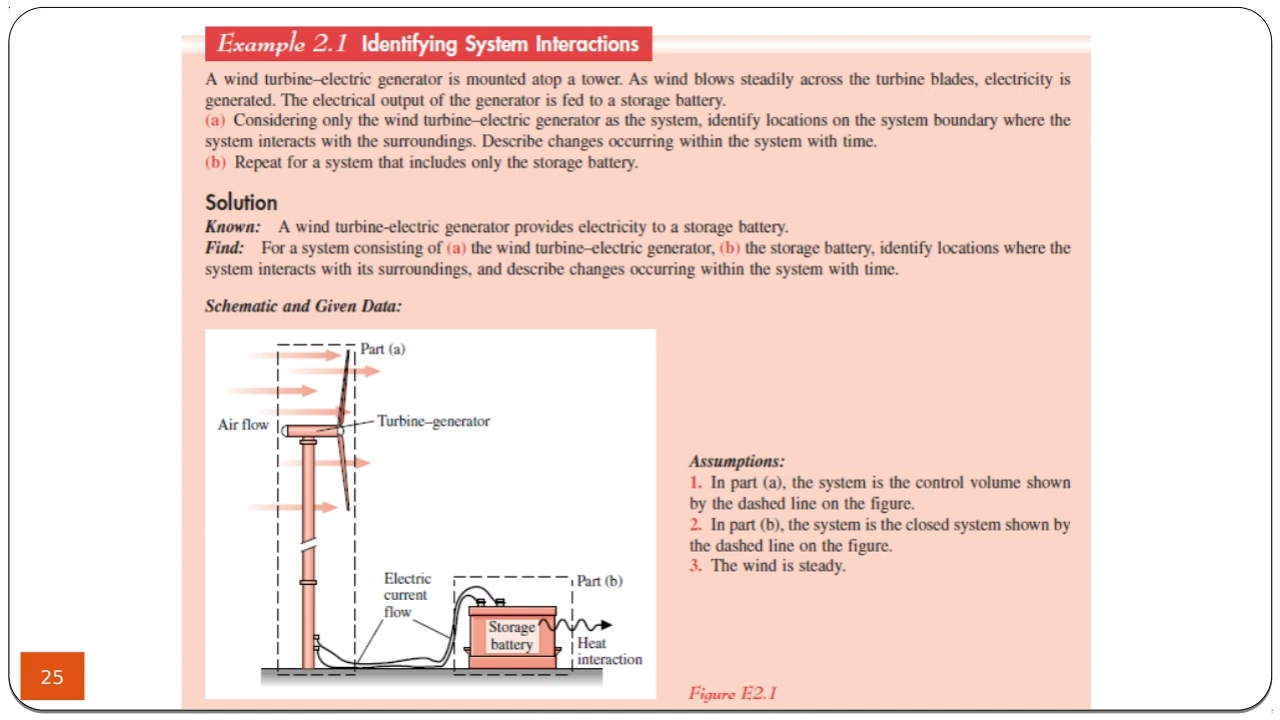 Example 2.1 Identifying System Interactions
A wind turbine–electric generator is mounted atop a tower. As wind blows steadily across the turbine blades, electricity is
generated. The electrical output of the generator is fed to a storage battery.
(a) Considering only the wind turbine–electric generator as the system, identify locations on the system boundary where the
system interacts with the surroundings. Describe changes occurring within the system with time.
(b) Repeat for a system that includes only the storage battery.
Solution
Known: A wind turbine-electric generator provides electricity to a storage battery.
Find: For a system consisting of (a) the wind turbine–electric generator, (b) the storage battery, identify locations where the
system interacts with its surroundings, and describe changes occurring within the system with time.
Schematic and Given Data:
Part (a)
Air flow
Turbine–generator
Electric
current
flow
Part (b)
Storage
battery
Heat
interaction
Assumptions:
1. In part (a), the system is the control volume shown
by the dashed line on the figure.
2. In part (b), the system is the closed system shown by
the dashed line on the figure.
3. The wind is steady.
Figure E2.1
25